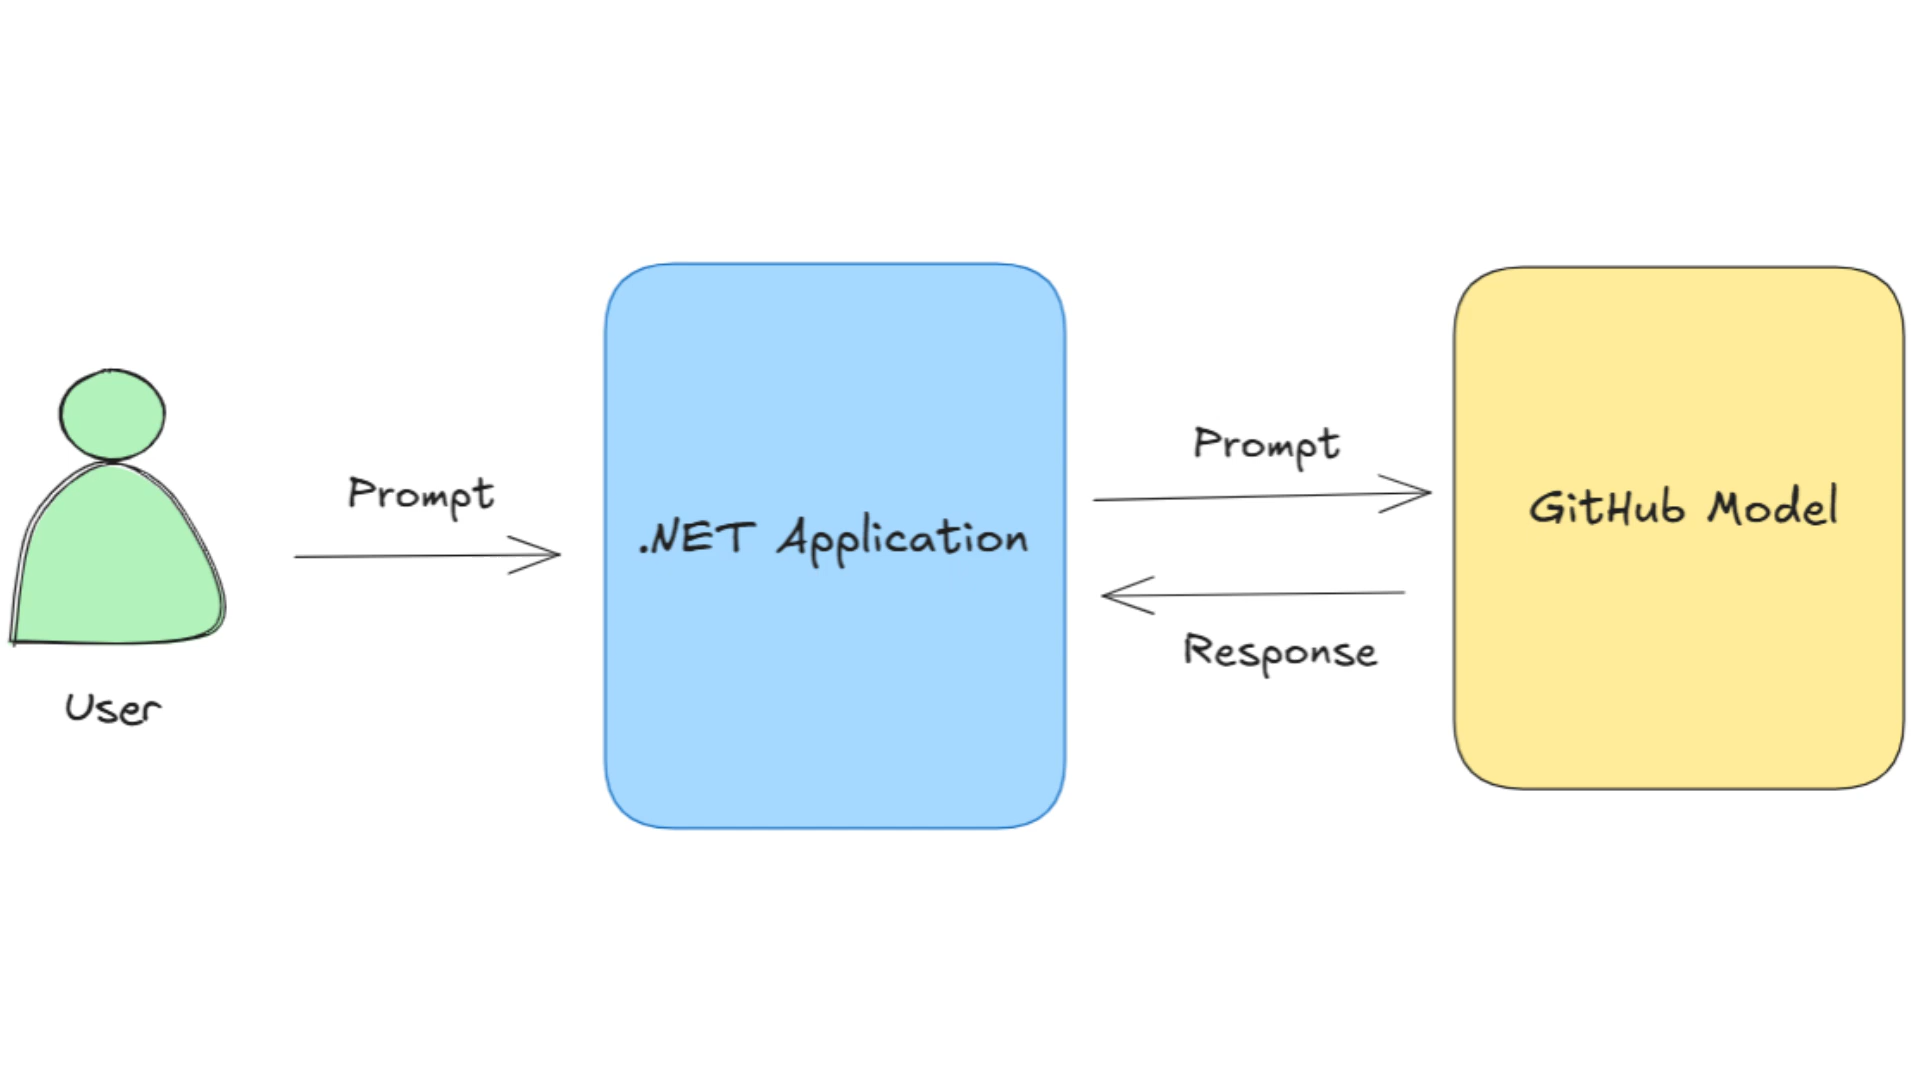 User
Prompt
.NET Application
Prompt
Response
GitHub Model